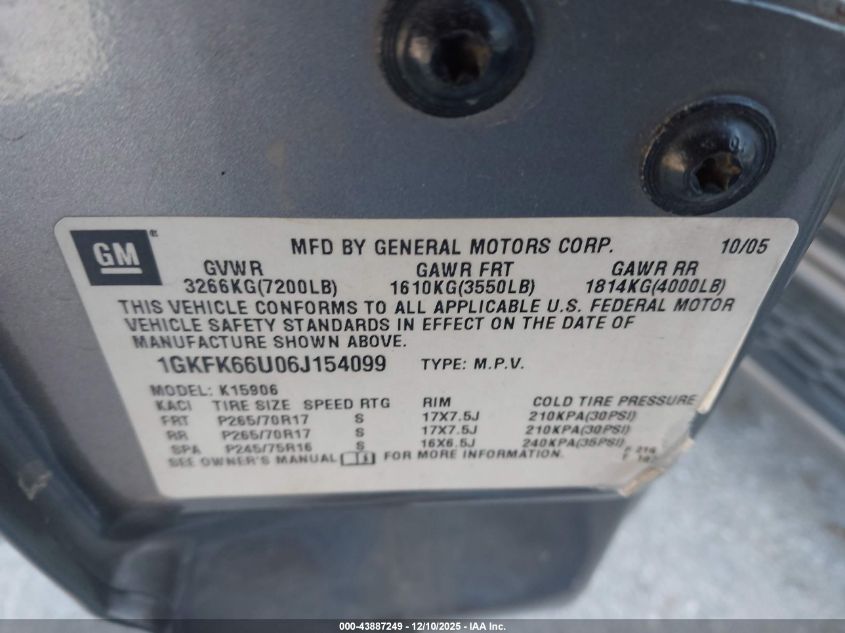 GM ®
MFD BY GENERAL MOTORS CORP. 10/05
GVWR GAWR FRT GAWR RR
3266KG(7200LB) 1610KG(3550LB) 1814KG(4000LB)
THIS VEHICLE CONFORMS TO ALL APPLICABLE U.S. FEDERAL MOTOR
VEHICLE SAFETY STANDARDS IN EFFECT ON THE DATE OF
MANUFACTURE SHOWN ABOVE.
1GKFK66U06J154099 TYPE: M.P.V.
MODEL: K15906
KACI TIRE SIZE SPEED RTG RIM COLD TIRE PRESSURE
FRT P265/70R17 S 17X7.5J 210KPA(30PSI)
RR P265/70R17 S 17X7.5J 210KPA(30PSI)
SPA P245/75R16 S 16X6.5J 240KPA(35PSI)
SEE OWNER'S MANUAL FOR MORE INFORMATION.
000-43887249 - 12/10/2025 - IAA Inc.